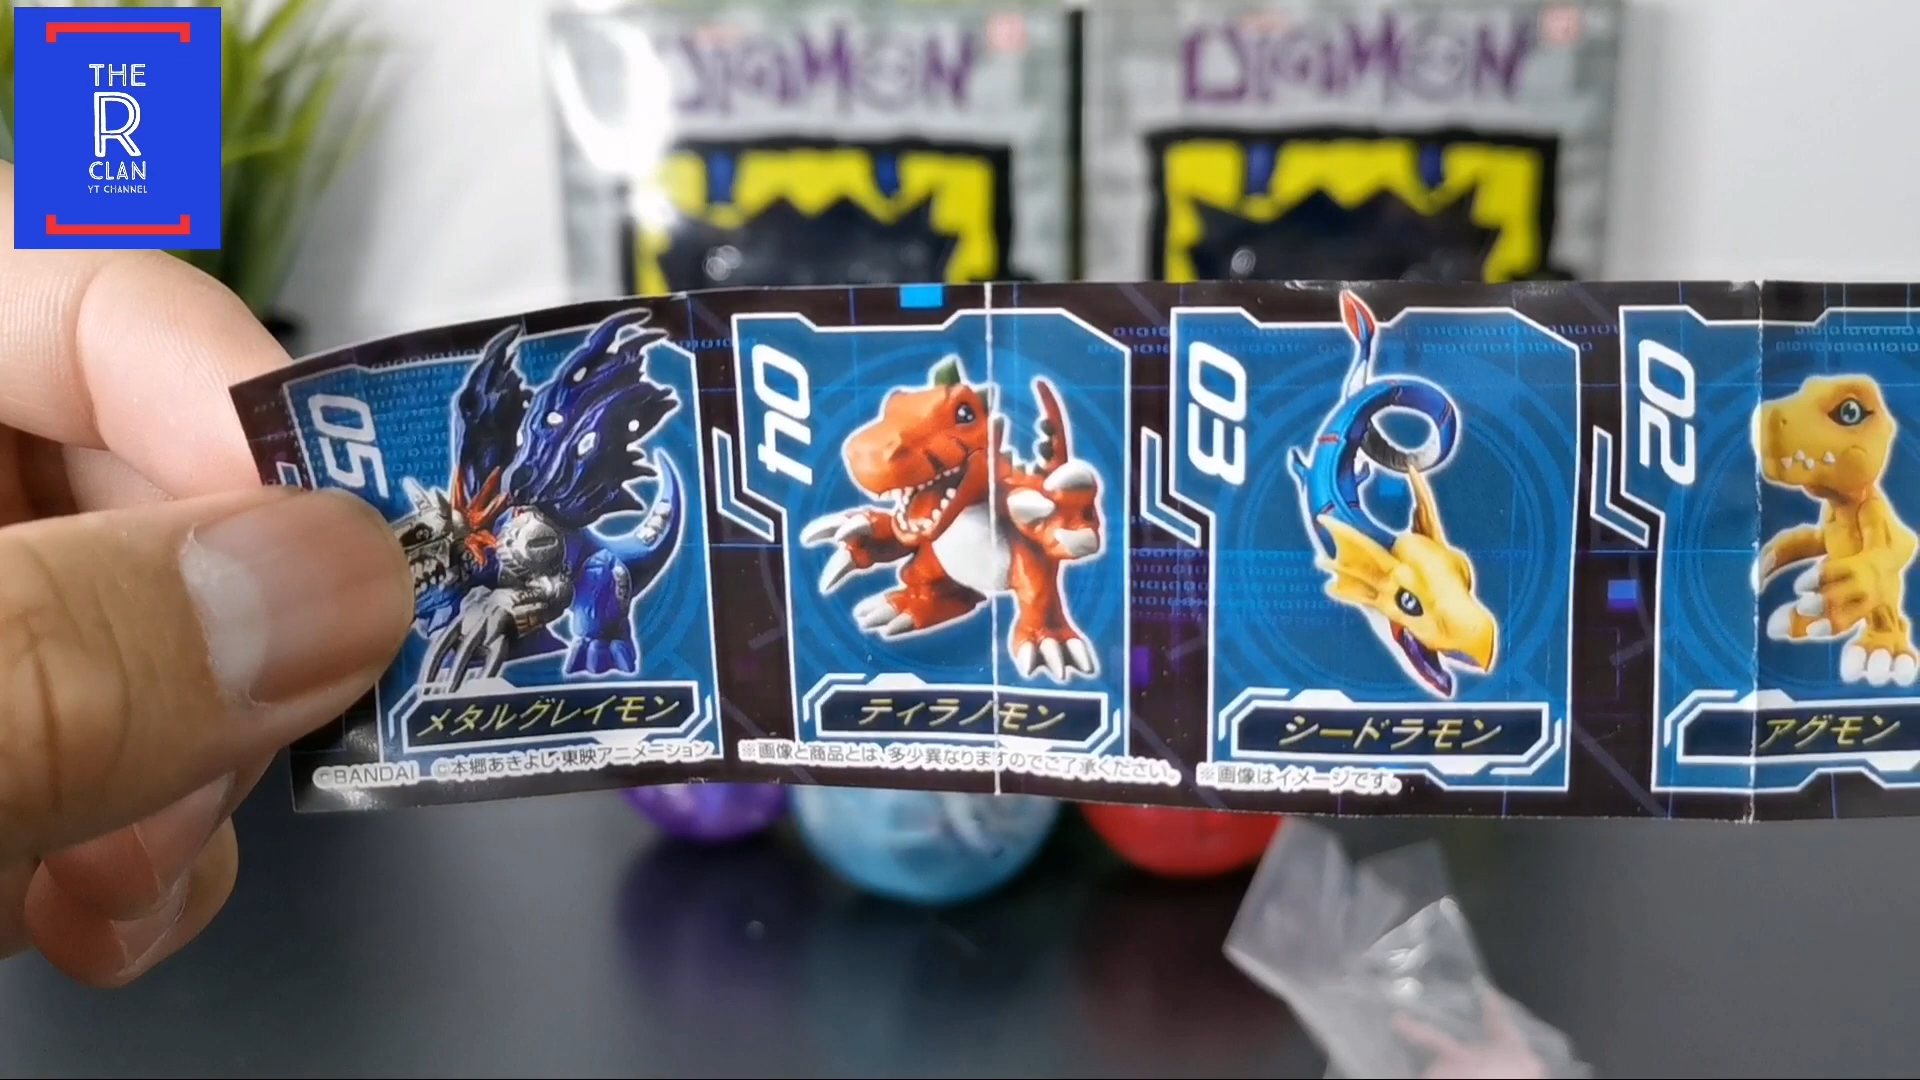 THE
R
CLAN
YT CHANNEL
DIGIMON
DIGIMON
05
04
03
02
メタルグレイモン
ティラノモン
シードラモン
アグモン
©BANDAI ©本郷あきよし・東映アニメーション
※画像と商品とは、多少異なりますのでご了承ください。
※画像はイメージです。